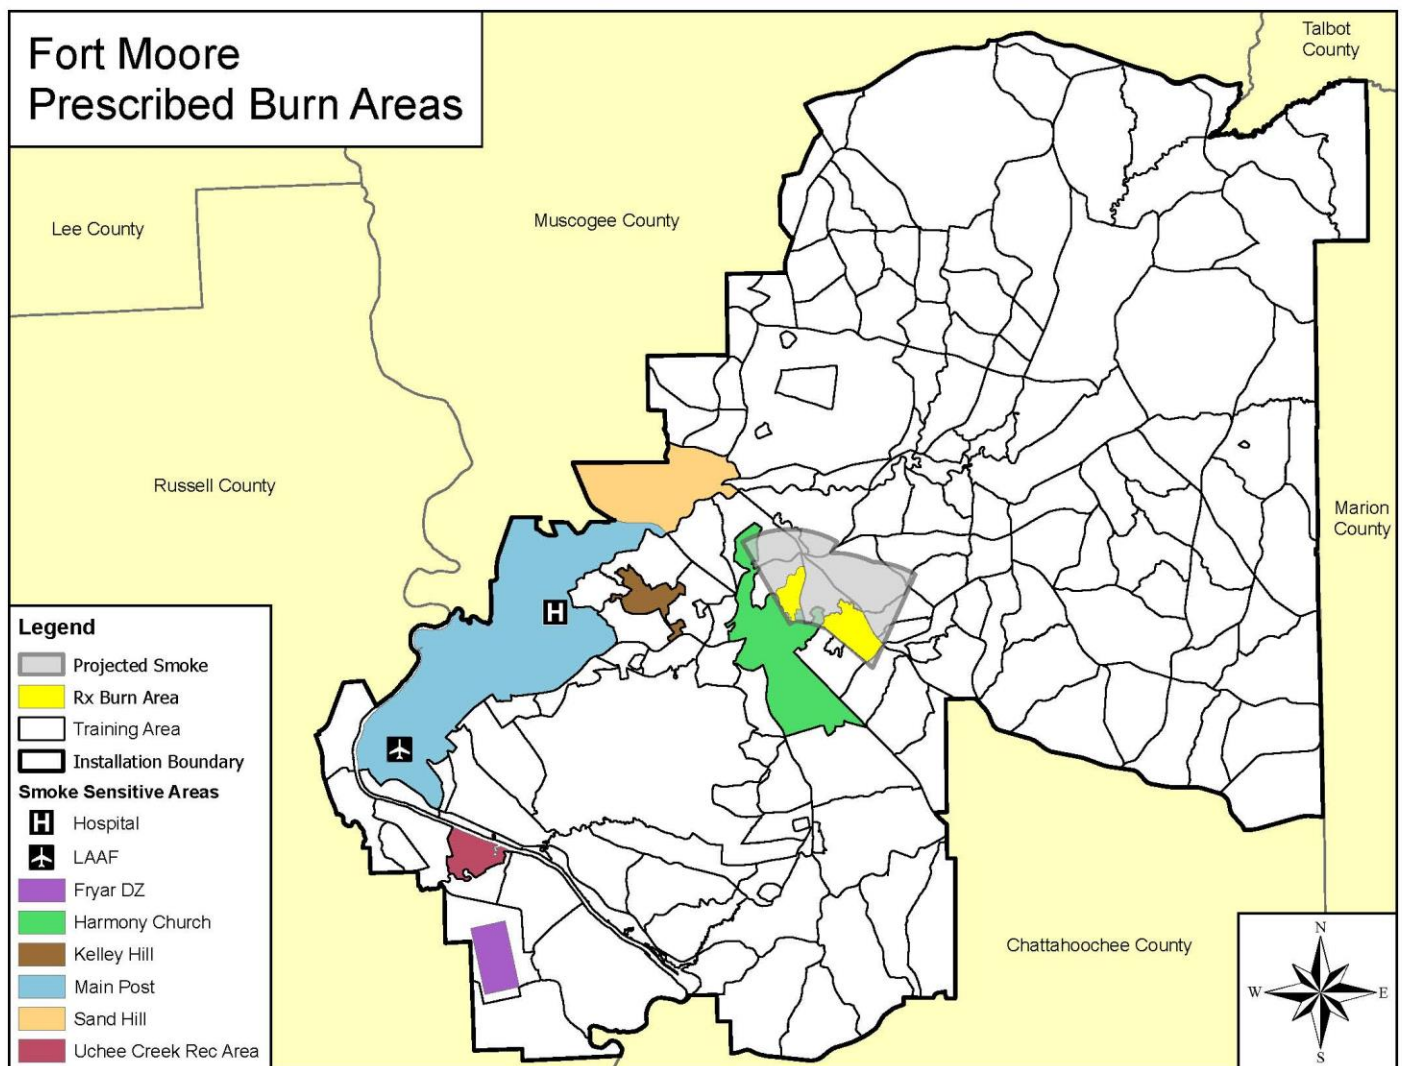 Fort Moore
Prescribed Burn Areas
Talbot
County
Lee County
Muscogee County
Russell County
Marion
County
Chattahoochee County
Legend
Projected Smoke
Rx Burn Area
Training Area
Installation Boundary
Smoke Sensitive Areas
H Hospital
LAAF
Fryar DZ
Harmony Church
Kelley Hill
Main Post
Sand Hill
Uchee Creek Rec Area
H
N
W E
S